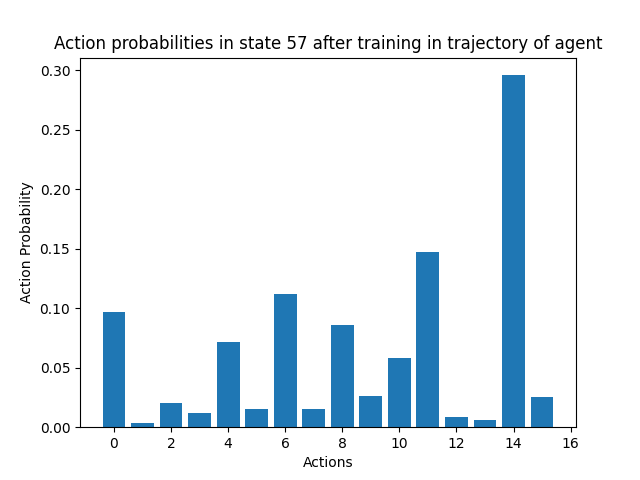 Action probabilities in state 57 after training in trajectory of agent
0.30
0.25
0.20
0.15
0.10
0.05
0.00
Action Probability
0 2 4 6 8 10 12 14 16
Actions